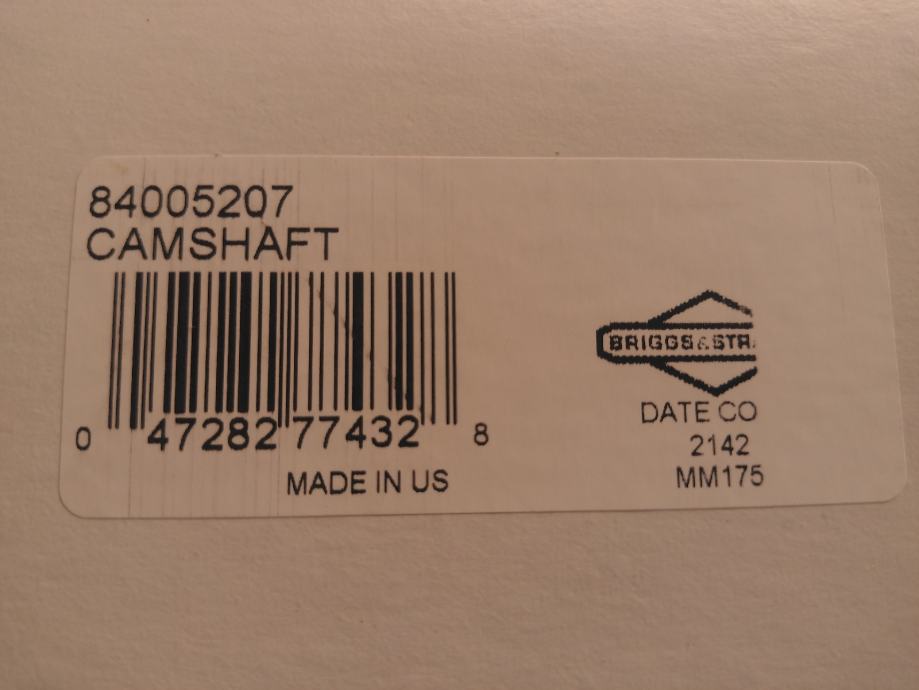 84005207
CAMSHAFT
0 47282 77432 8
MADE IN US
BRIGGS&STR
DATE CO
2142
MM175